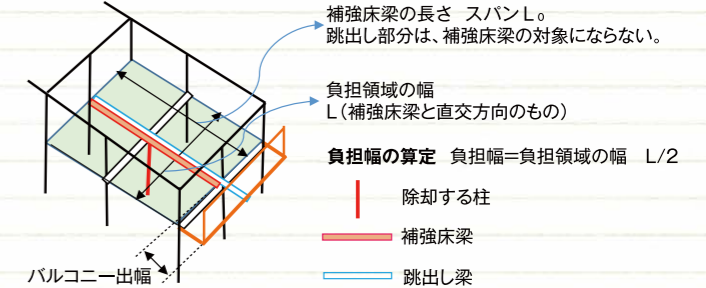 補強床梁の長さ スパンL。
跳出し部分は、補強床梁の対象にならない。
負担領域の幅
L(補強床梁と直交方向のもの)
負担幅の算定 負担幅=負担領域の幅 L/2
除却する柱
補強床梁
跳出し梁
バルコニー出幅